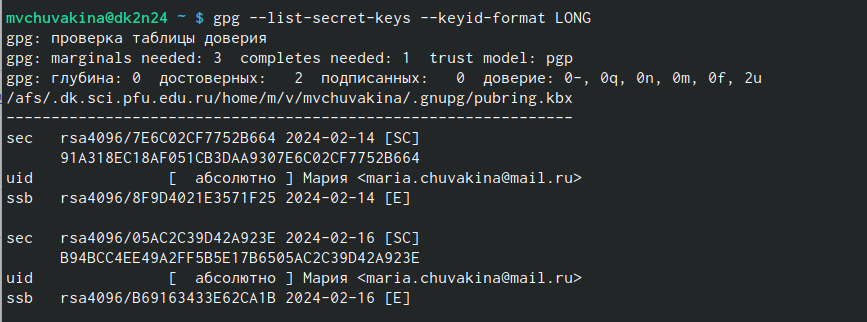 mvchuvakina@dk2n24 ~ $ gpg --list-secret-keys --keyid-format LONG
gpg: проверка таблицы доверия
gpg: marginals needed: 3  completes needed: 1  trust model: pgp
gpg: глубина: 0  достоверных:   2  подписанных:   0  доверие: 0-, 0q, 0n, 0m, 0f, 2u
/afs/.dk.sci.pfu.edu.ru/home/m/v/mvchuvakina/.gnupg/pubring.kbx
---------------------------------------------------------------
sec   rsa4096/7E6C02CF7752B664 2024-02-14 [SC]
      91A318EC18AF051CB3DAA9307E6C02CF7752B664
uid                 [  абсолютно ] Мария <maria.chuvakina@mail.ru>
ssb   rsa4096/8F9D4021E3571F25 2024-02-14 [E]

sec   rsa4096/05AC2C39D42A923E 2024-02-16 [SC]
      B94BCC4EE49A2FF5B5E17B6505AC2C39D42A923E
uid                 [  абсолютно ] Мария <maria.chuvakina@mail.ru>
ssb   rsa4096/B69163433E62CA1B 2024-02-16 [E]